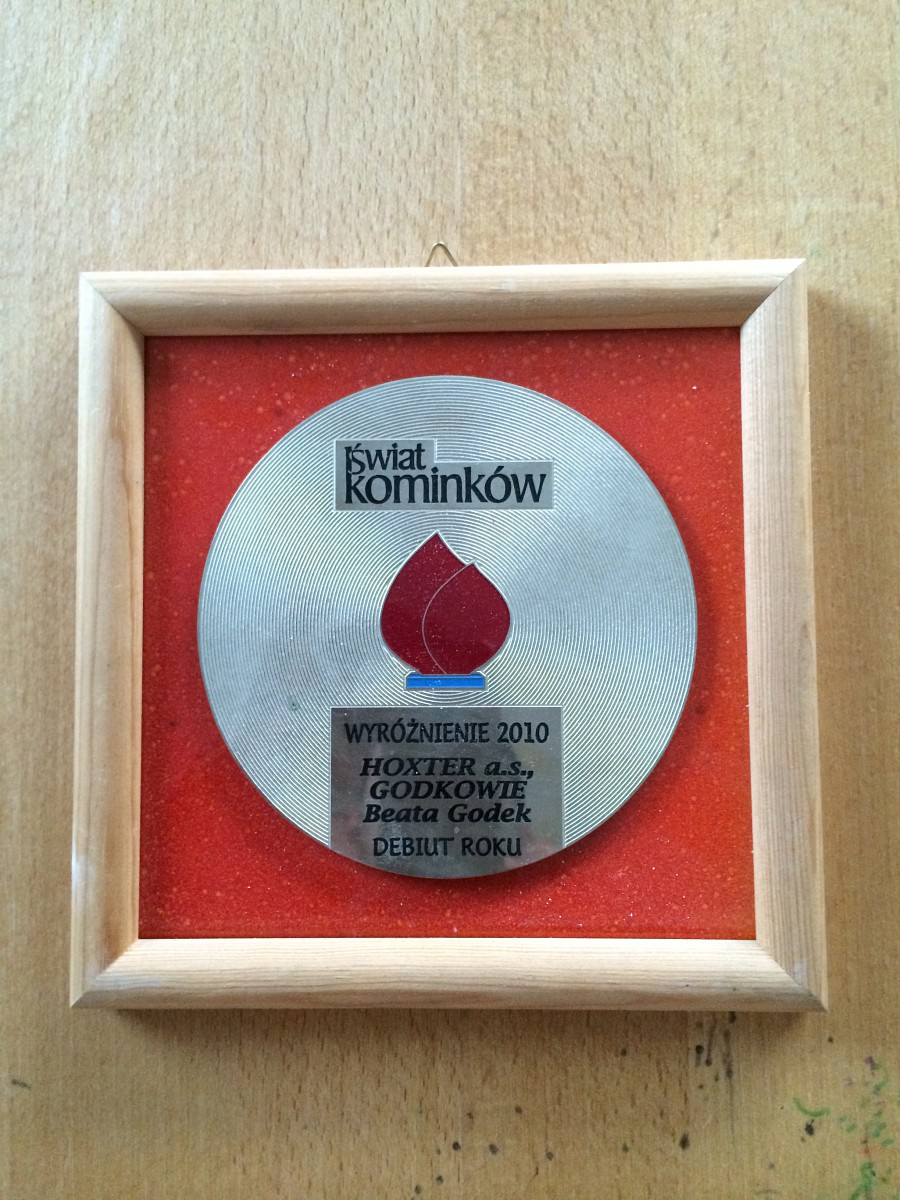 świat
kominków
WYRÓŻNIENIE 2010
HOXTER a.s.,
GODKOWIE
Beata Godek
DEBIUT ROKU